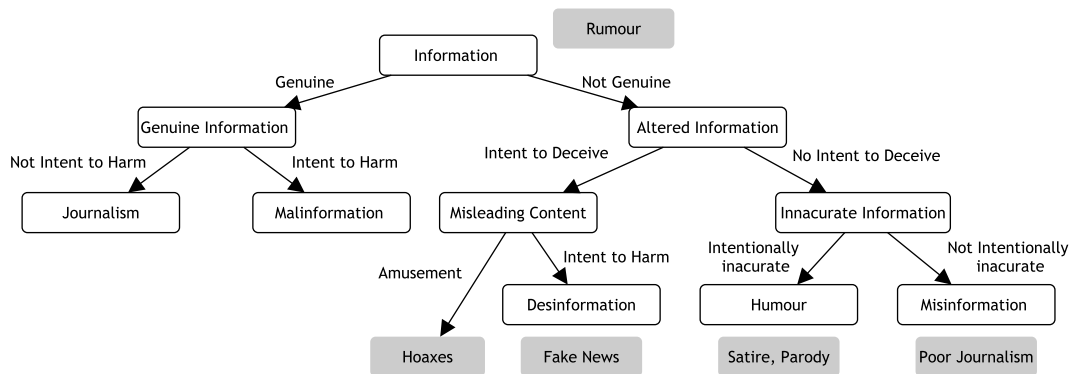 Rumour
Information
Genuine
Not Genuine
Genuine Information
Altered Information
Not Intent to Harm
Intent to Harm
Intent to Deceive
No Intent to Deceive
Journalism
Malinformation
Misleading Content
Innacurate Information
Amusement
Intent to Harm
Intentionally
inacurate
Not Intentionally
inacurate
Desinformation
Humour
Misinformation
Hoaxes
Fake News
Satire, Parody
Poor Journalism